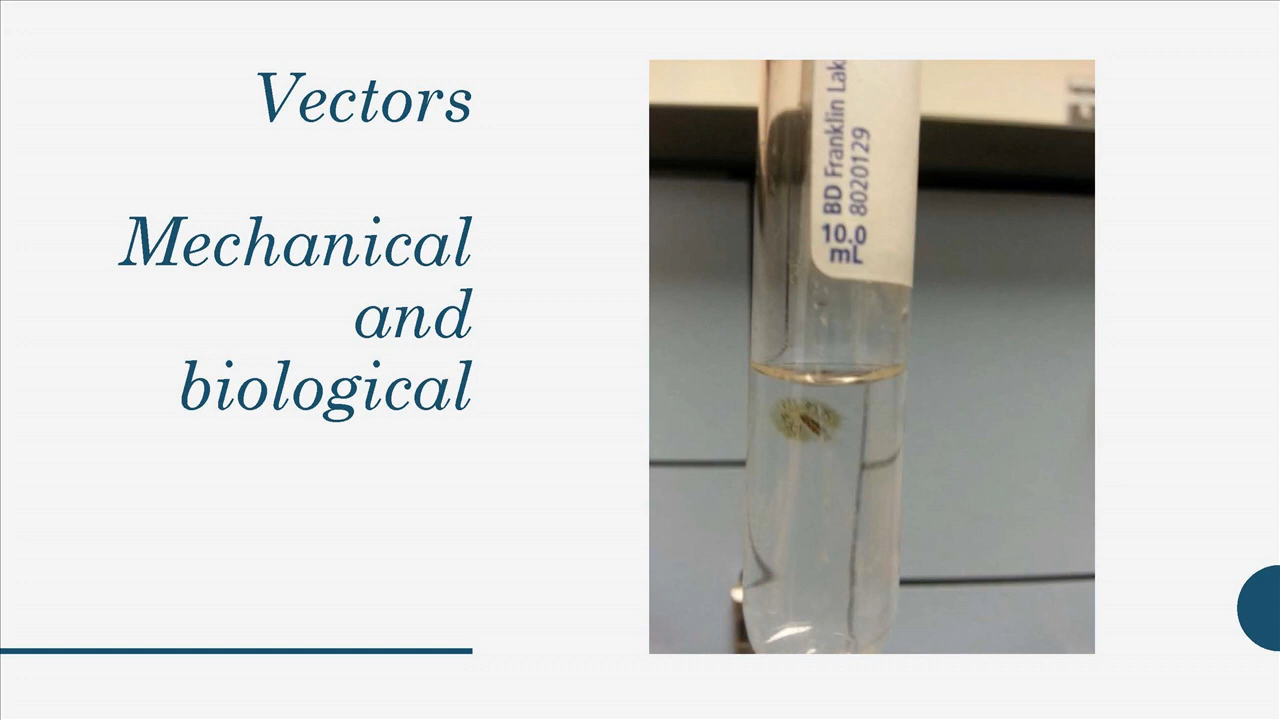 Vectors
Mechanical
and
biological
BD Franklin Lak
8020129
10.0
mL